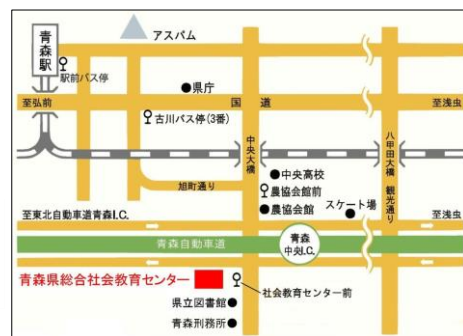 アスパム
青森駅
駅前バス停
県庁
至弘前
国道
至浅虫
古川バス停(3番)
中央大橋
八甲田大橋
観光通り
中央高校
旭町通り
農協会館前
農協会館
スケート場
至東北自動車道青森I.C.
至浅虫
青森自動車道
青森
中央I.C.
青森県総合社会教育センター
社会教育センター前
県立図書館
青森刑務所